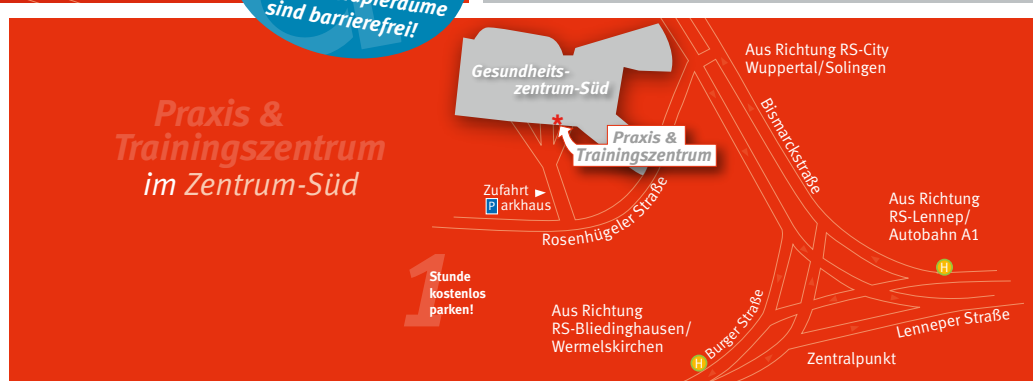 sind barrierefrei!
Praxis &
Trainingszentrum
im Zentrum-Süd
Gesundheits-
zentrum-Süd
Praxis &
Trainingszentrum
Zufahrt
P arkhaus
Rosenhügeler Straße
1
Stunde
kostenlos
parken!
Aus Richtung RS-City
Wuppertal/Solingen
Bismarckstraße
Aus Richtung
RS-Lennep/
Autobahn A1
H
Aus Richtung
RS-Bliedinghausen/
Wermelskirchen
H
Burger Straße
Lenneper Straße
Zentralpunkt